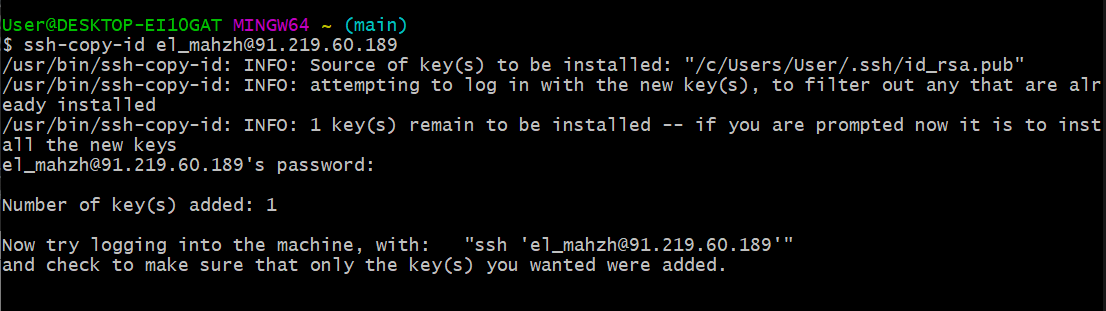 User@DESKTOP-EI10GAT MINGW64 ~ (main)
$ ssh-copy-id el_mahzh@91.219.60.189
/usr/bin/ssh-copy-id: INFO: Source of key(s) to be installed: "/c/Users/User/.ssh/id_rsa.pub"
/usr/bin/ssh-copy-id: INFO: attempting to log in with the new key(s), to filter out any that are alr
eady installed
/usr/bin/ssh-copy-id: INFO: 1 key(s) remain to be installed -- if you are prompted now it is to inst
all the new keys
el_mahzh@91.219.60.189's password:
Number of key(s) added: 1
Now try logging into the machine, with:   "ssh 'el_mahzh@91.219.60.189'"
and check to make sure that only the key(s) you wanted were added.